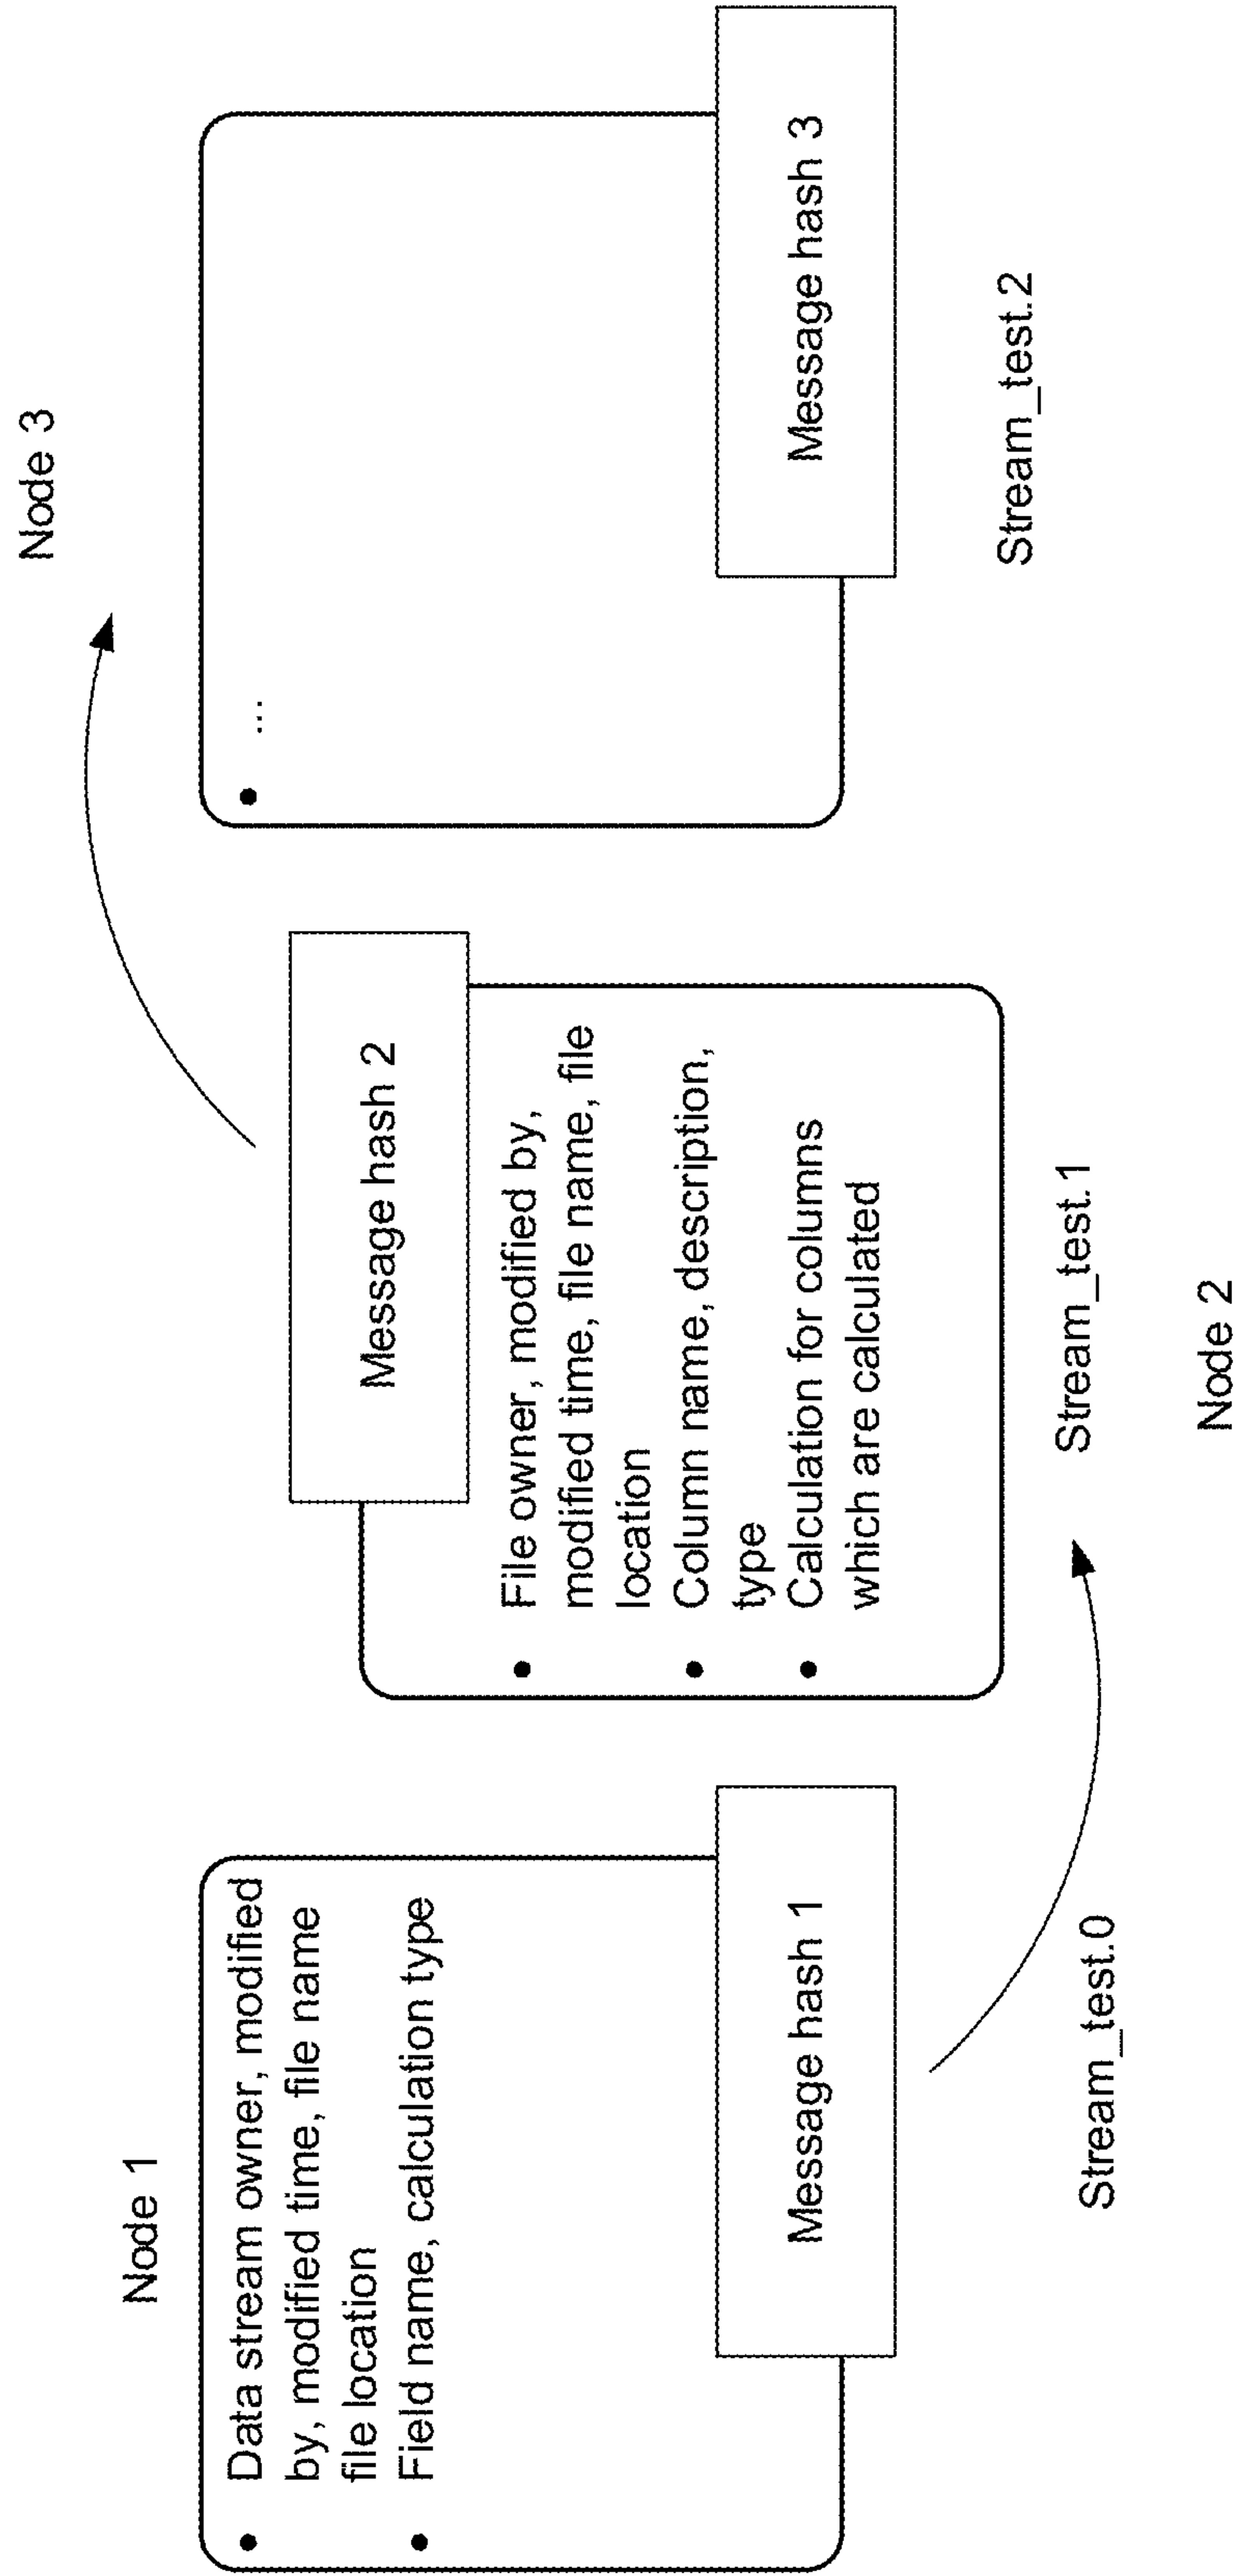 Node 1
• Data stream owner, modified
by, modified time, file name
file location
• Field name, calculation type
Message hash 1
Stream_test.0
Message hash 2
• File owner, modified by,
modified time, file name, file
location
• Column name, description,
type
• Calculation for columns
which are calculated
Stream_test.1
Node 2
Node 3
• ...
Message hash 3
Stream_test.2